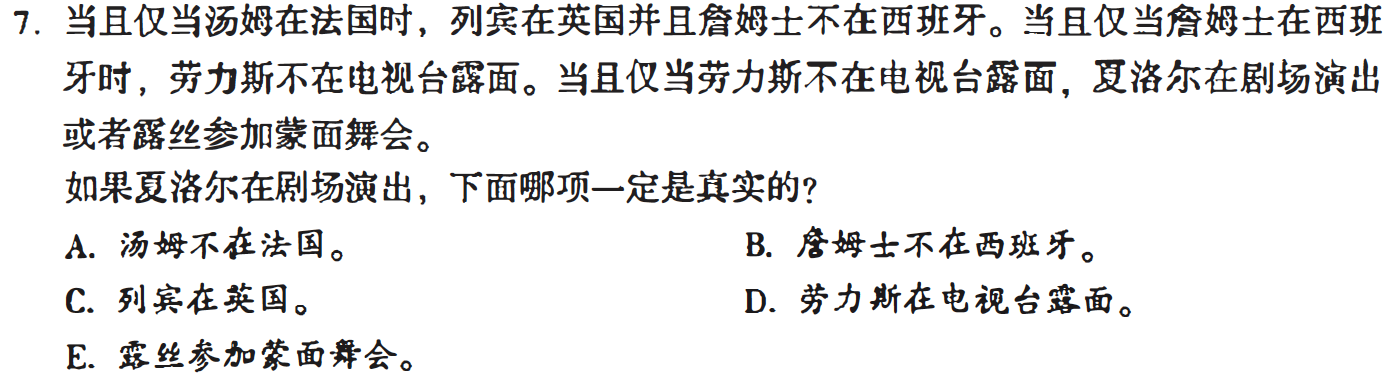 7. 当且仅当汤姆在法国时，列宾在英国并且詹姆士不在西班牙。当且仅当詹姆士在西班
牙时，劳力斯不在电视台露面。当且仅当劳力斯不在电视台露面，夏洛尔在剧场演出
或者露丝参加蒙面舞会。
如果夏洛尔在剧场演出，下面哪项一定是真实的？
A. 汤姆不在法国。 B. 詹姆士不在西班牙。
C. 列宾在英国。 D. 劳力斯在电视台露面。
E. 露丝参加蒙面舞会。